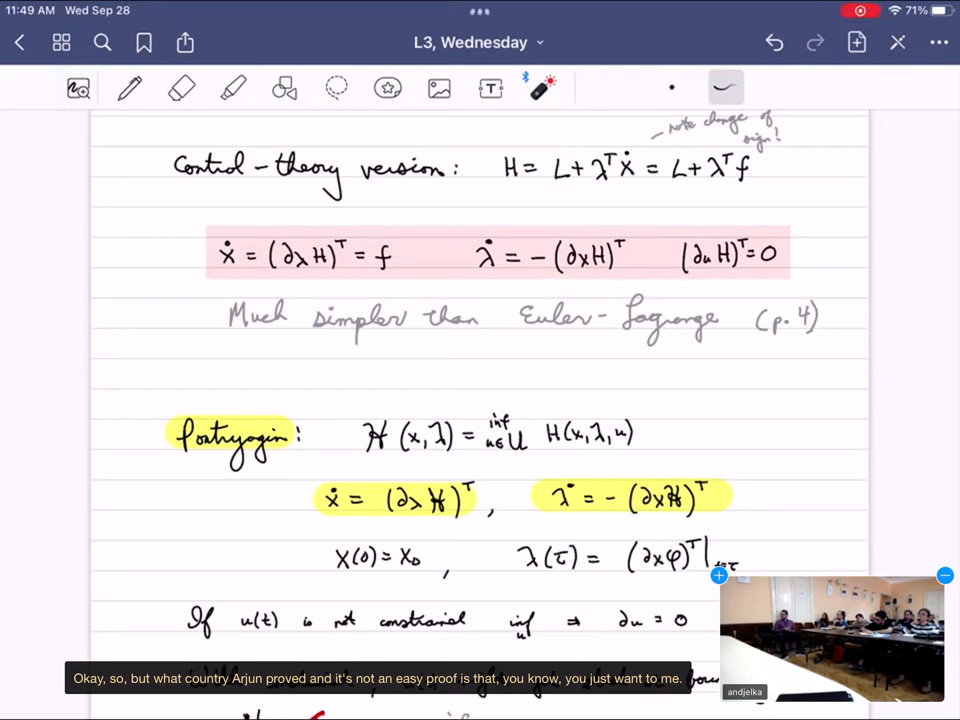 11:49 AM Wed Sep 28
71%
L3, Wednesday
T
– note change of
sign!
Control-theory version: H = L + λᵀẋ = L + λᵀf
ẋ = (∂λH)ᵀ = f λ̇ = -(∂xH)ᵀ (∂uH)ᵀ = 0
Much simpler than Euler-Lagrange (p. 4)
Pontryagin: ℋ(x,λ) = inf u∈U H(x,λ,u)
ẋ = (∂λℋ)ᵀ, λ̇ = -(∂xℋ)ᵀ
x(0) = x₀, λ(τ) = (∂xφ)ᵀ|
If u(t) is not constrained inf u ⇒ ∂u = 0
Okay, so, but what country Arjun proved and it's not an easy proof is that, you know, you just want to me.
andjelka